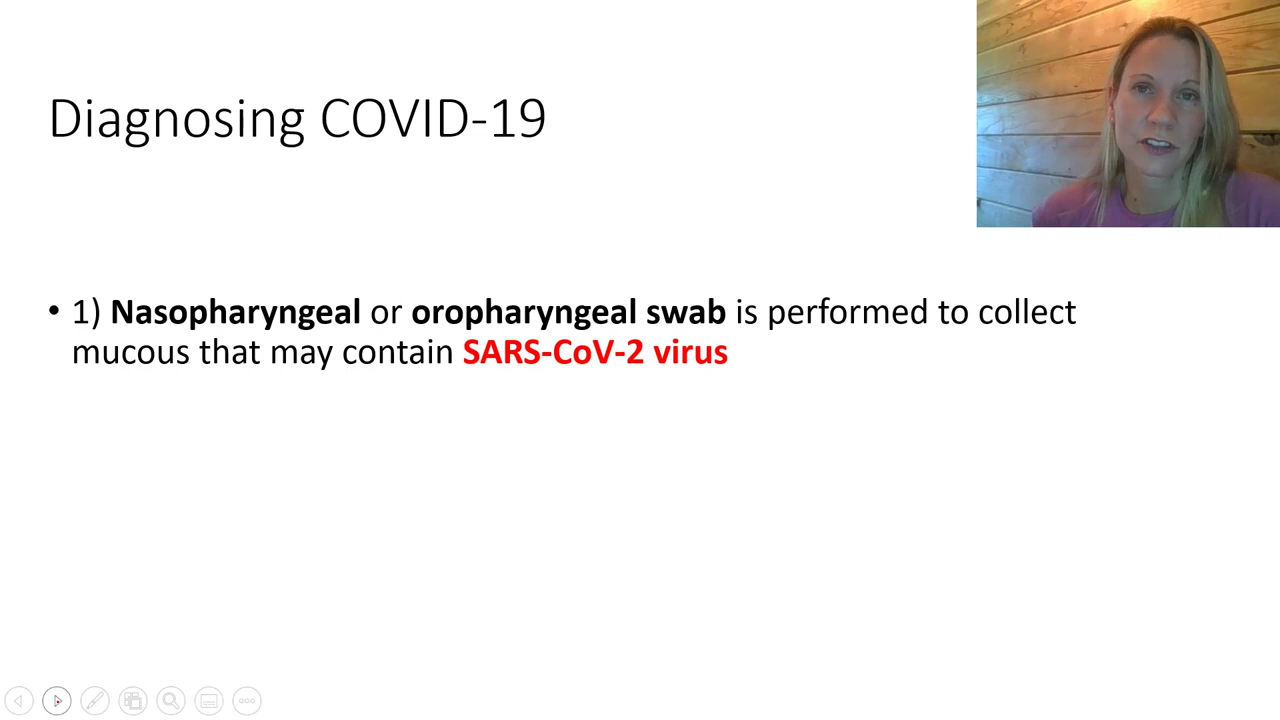 Diagnosing COVID-19
• 1) Nasopharyngeal or oropharyngeal swab is performed to collect
mucous that may contain SARS-CoV-2 virus